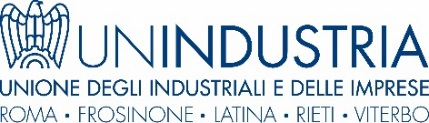 UNINDUSTRIA
UNIONE DEGLI INDUSTRIALI E DELLE IMPRESE
ROMA • FROSINONE • LATINA • RIETI • VITERBO